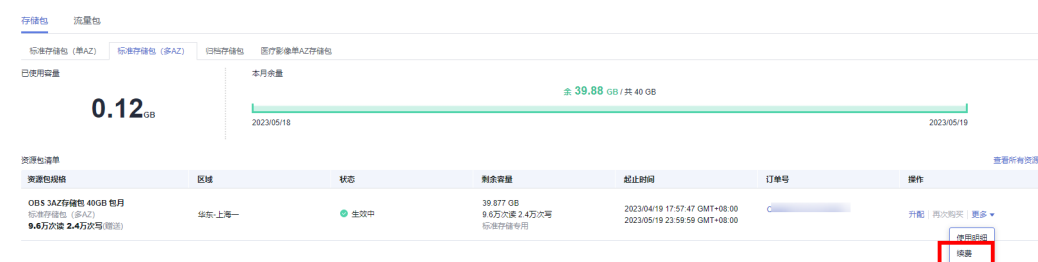 存储包 流量包
标准存储包（单AZ） 标准存储包（多AZ） 归档存储包 医疗影像单AZ存储包
已使用容量 本月余量
余 39.88 GB / 共 40 GB
0.12GB
2023/05/18 2023/05/19
资源包清单 查看所有资源
资源包规格 区域 状态 剩余容量 起止时间 订单号 操作
OBS 3AZ存储包 40GB 包月 39.877 GB
标准存储包（多AZ） 华东-上海一 生效中 9.6万次读 2.4万次写 2023/04/19 17:57:47 GMT+08:00 升配 再次购买 更多
9.6万次读 2.4万次写(赠送) 标准存储专用 2023/05/19 23:59:59 GMT+08:00
使用明细
续费